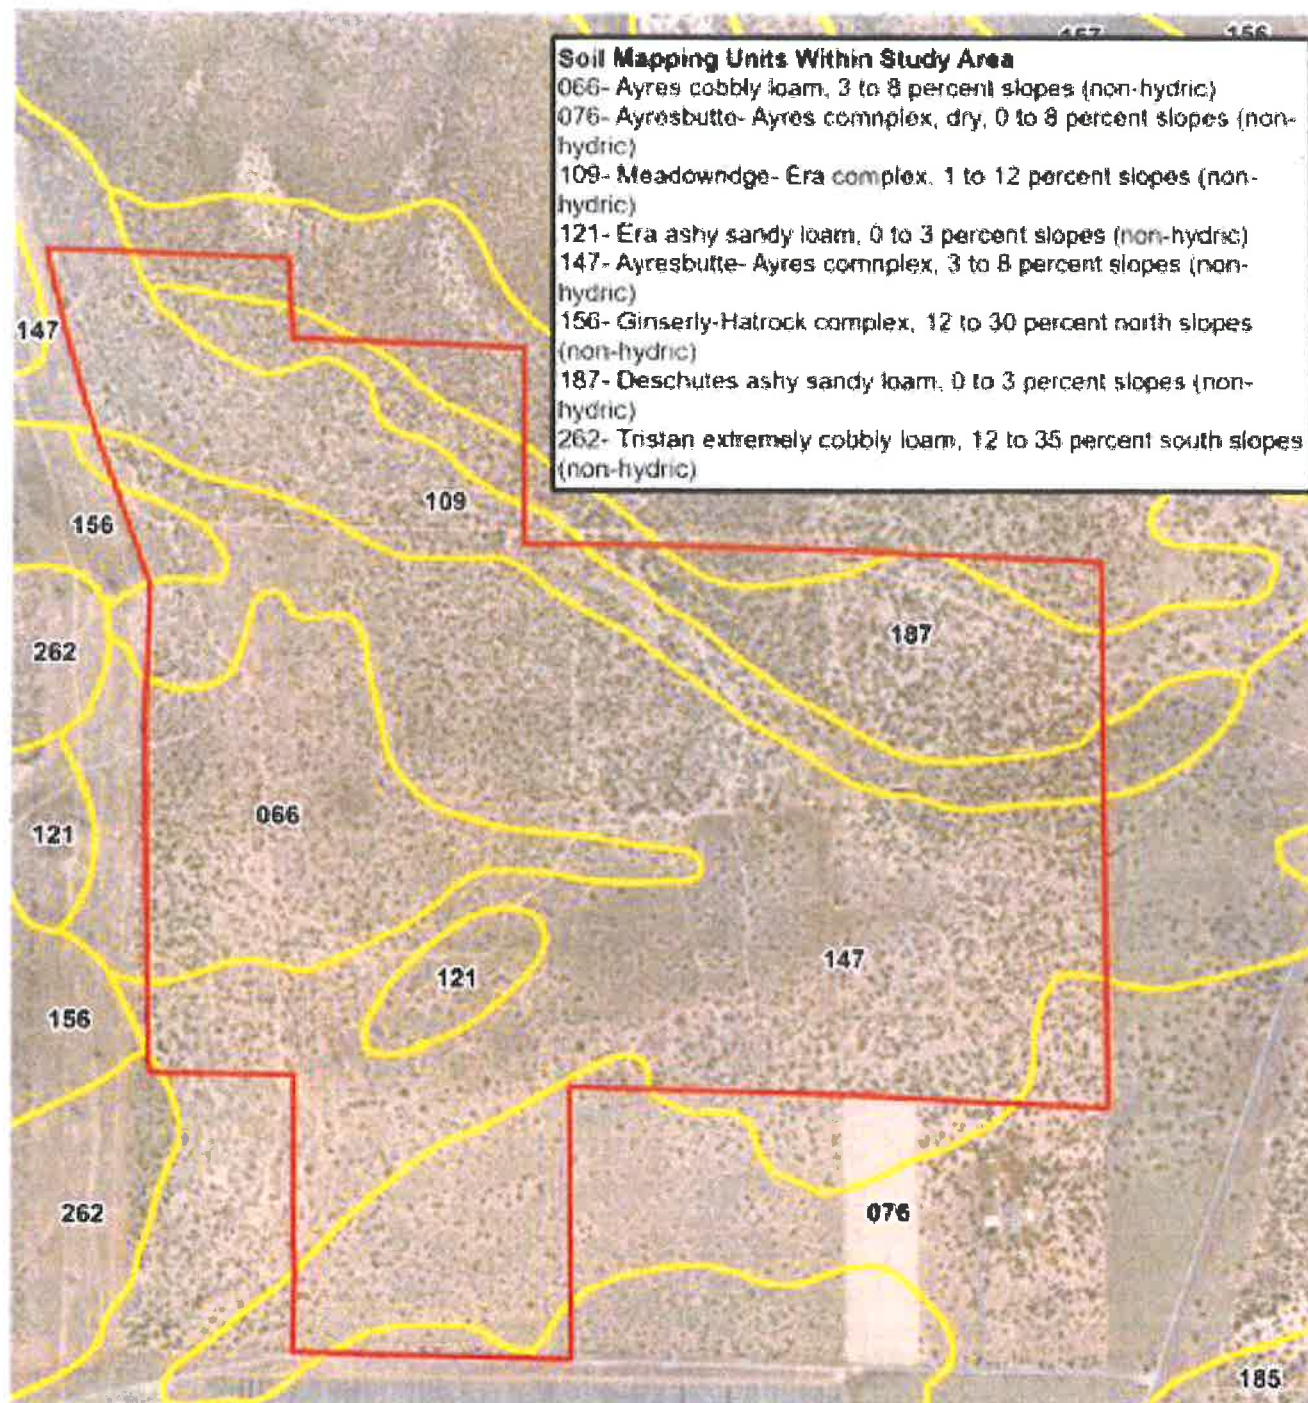 157 156
Soil Mapping Units Within Study Area
066- Ayres cobbly loam, 3 to 8 percent slopes (non-hydric)
076- Ayresbutte- Ayres comnplex, dry, 0 to 8 percent slopes (non-
hydric)
109- Meadowridge- Era complex, 1 to 12 percent slopes (non-
hydric)
121- Era ashy sandy loam, 0 to 3 percent slopes (non-hydric)
147- Ayresbutte- Ayres comnplex, 3 to 8 percent slopes (non-
hydric)
156- Ginserly-Hatrock complex, 12 to 30 percent north slopes
(non-hydric)
187- Deschutes ashy sandy loam, 0 to 3 percent slopes (non-
hydric)
262- Tristan extremely cobbly loam, 12 to 35 percent south slopes
(non-hydric)
147
109
156
187
262
066
121
147
121
156
262
076
185